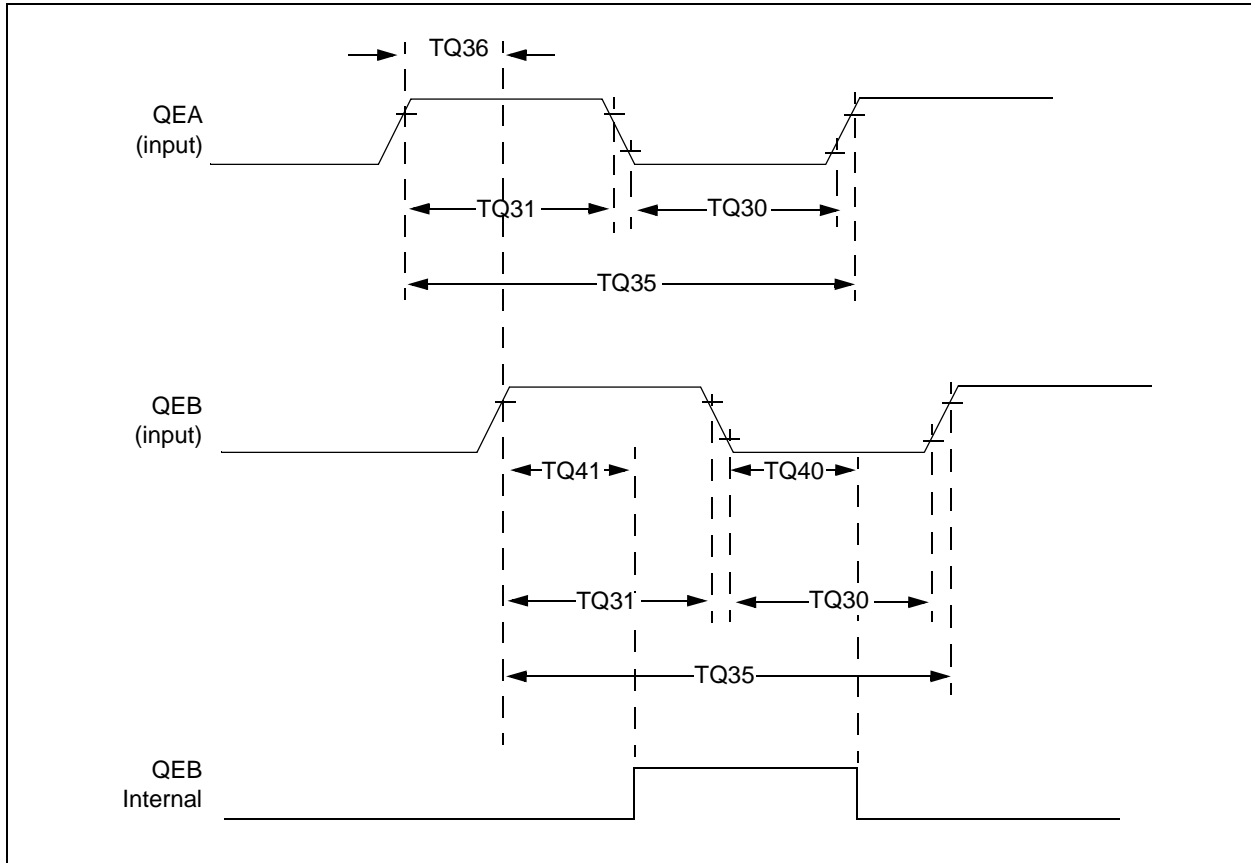 TQ36
QEA
(input)
TQ31
TQ30
TQ35
QEB
(input)
TQ41
TQ40
TQ31
TQ30
TQ35
QEB
Internal